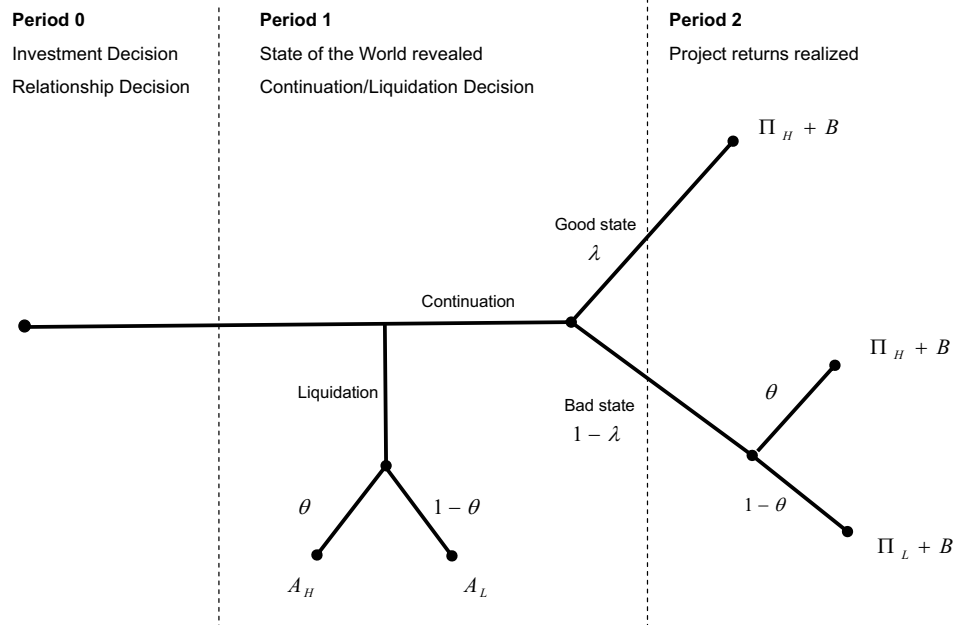 Period 0
Investment Decision
Relationship Decision
Period 1
State of the World revealed
Continuation/Liquidation Decision
Period 2
Project returns realized
Π_H + B
Good state
λ
Continuation
Π_H + B
Liquidation
θ
Bad state
1 − λ
θ
1 − θ
1 − θ
Π_L + B
A_H
A_L